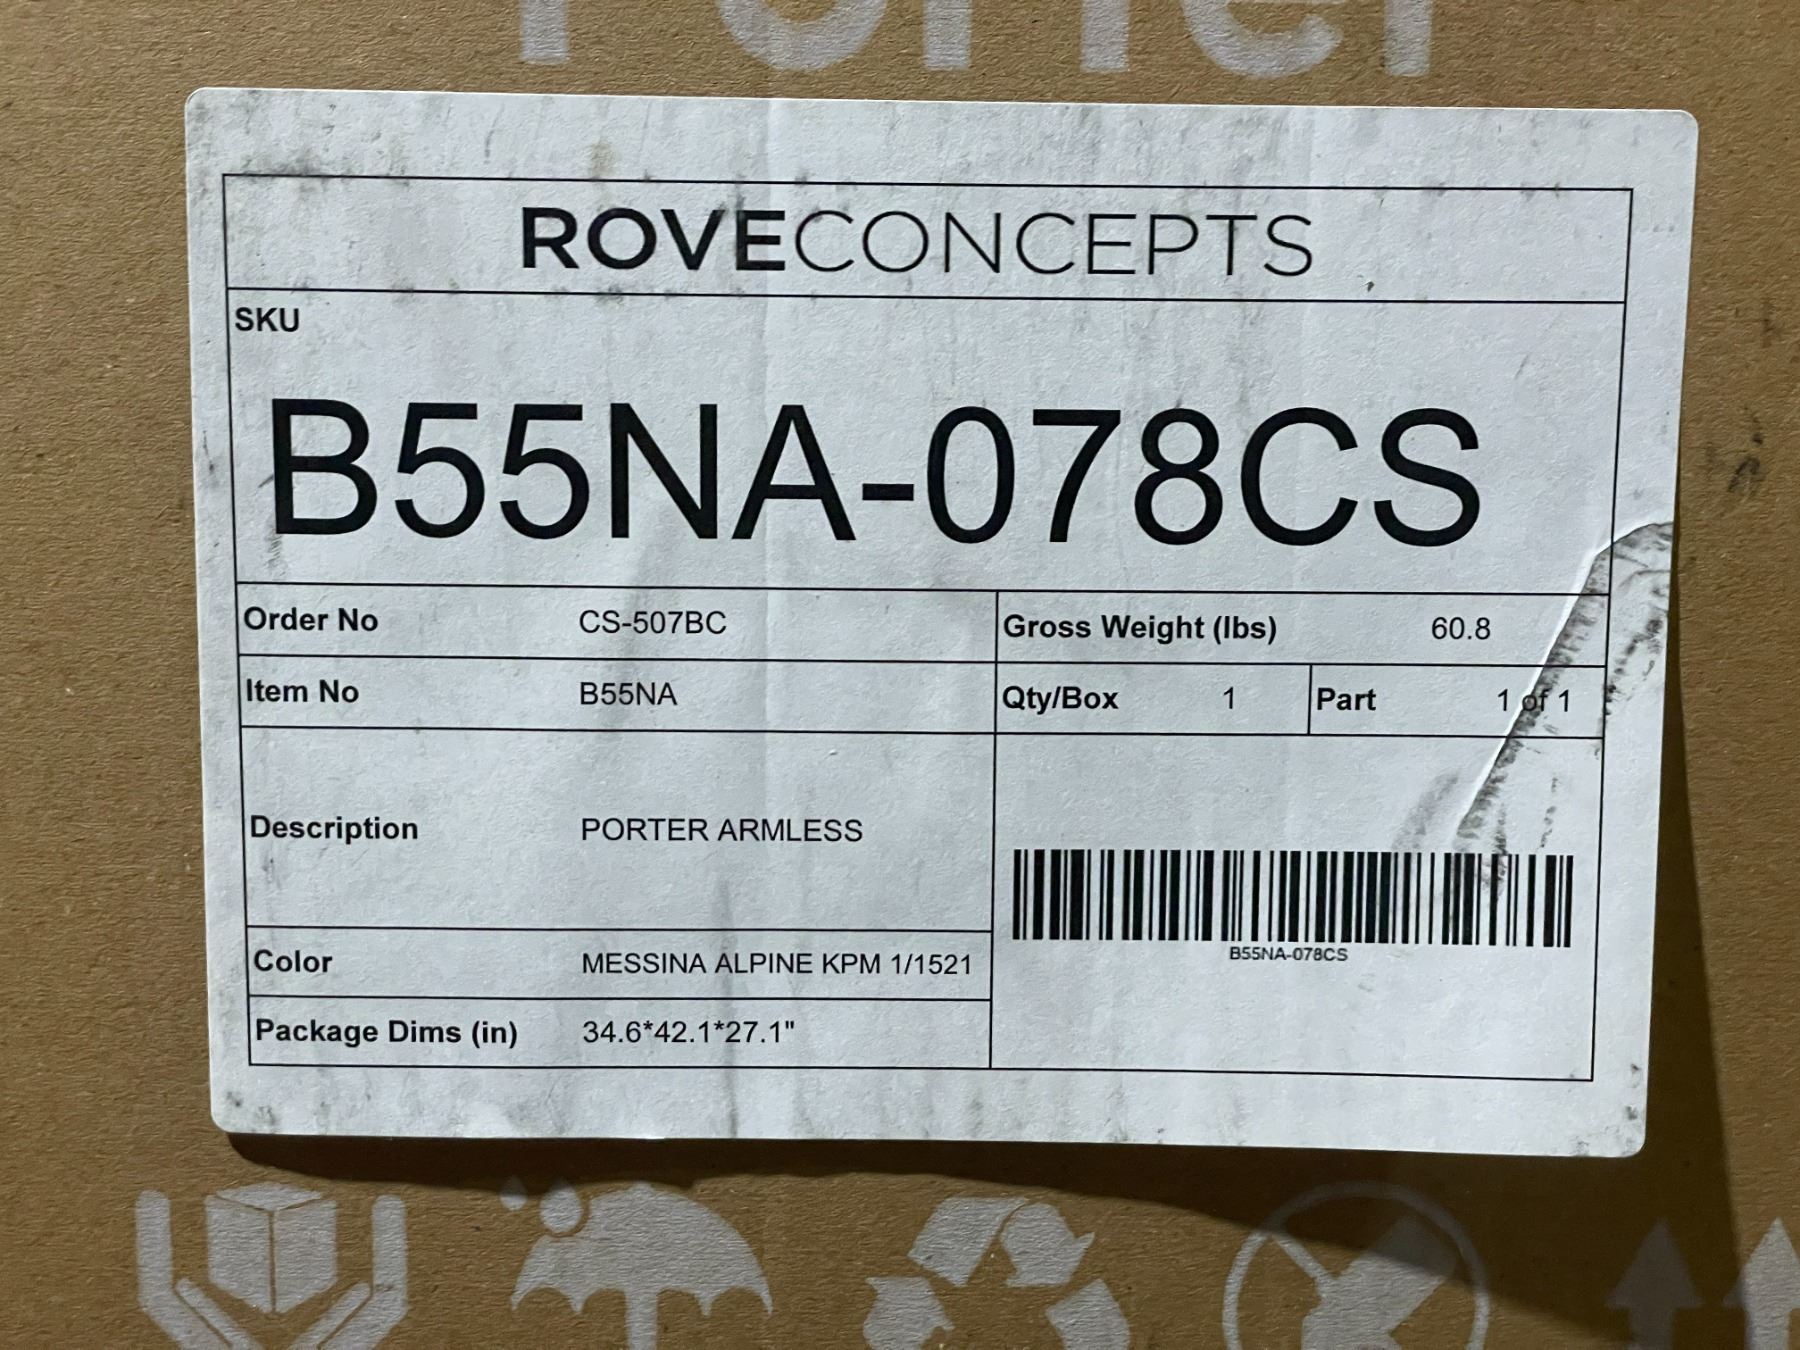 Porter
ROVECONCEPTS
SKU
B55NA-078CS
Order No CS-507BC
Gross Weight (lbs) 60.8
Item No B55NA
Qty/Box 1 Part 1 of 1
Description PORTER ARMLESS
B55NA-078CS
Color MESSINA ALPINE KPM 1/1521
Package Dims (in) 34.6*42.1*27.1"